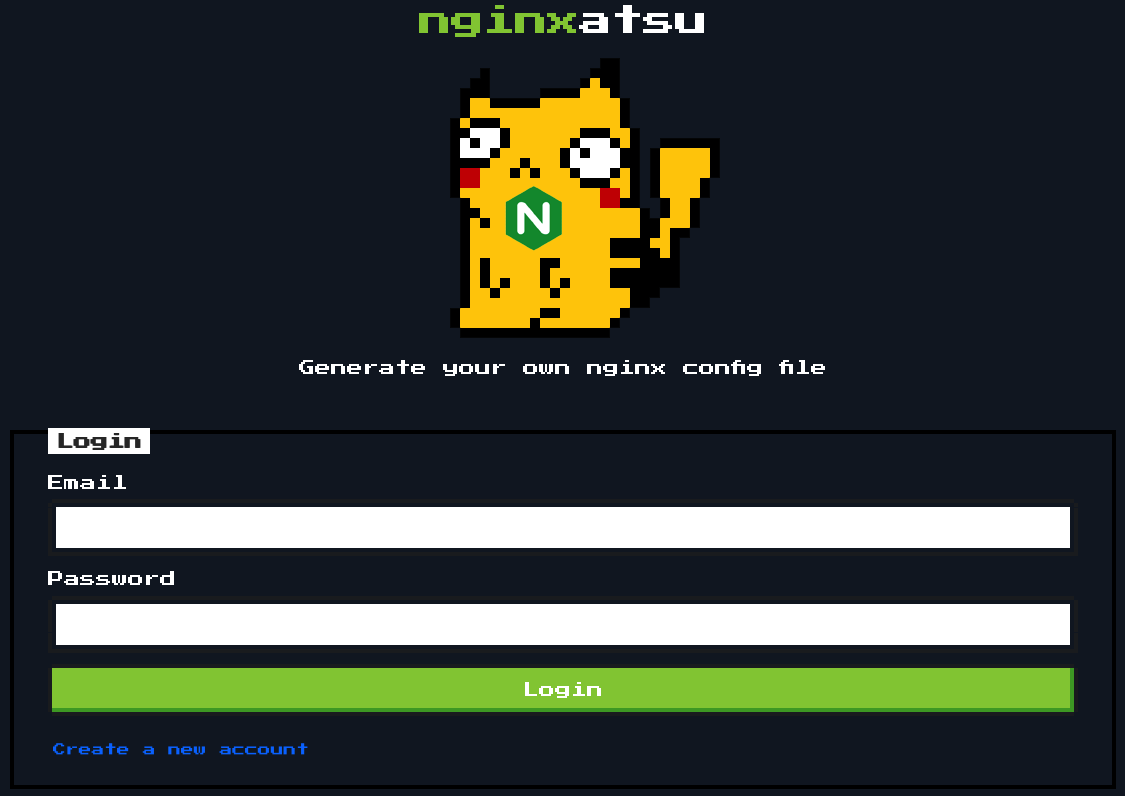 nginxatsu
N
Generate your own nginx config file
Login
Email
Password
Login
Create a new account